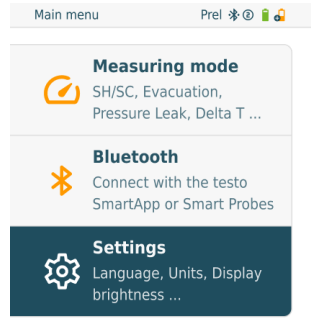 Main menu
Prel ②
Measuring mode
SH/SC, Evacuation,
Pressure Leak, Delta T ...
Bluetooth
Connect with the testo
SmartApp or Smart Probes
Settings
Language, Units, Display
brightness ...